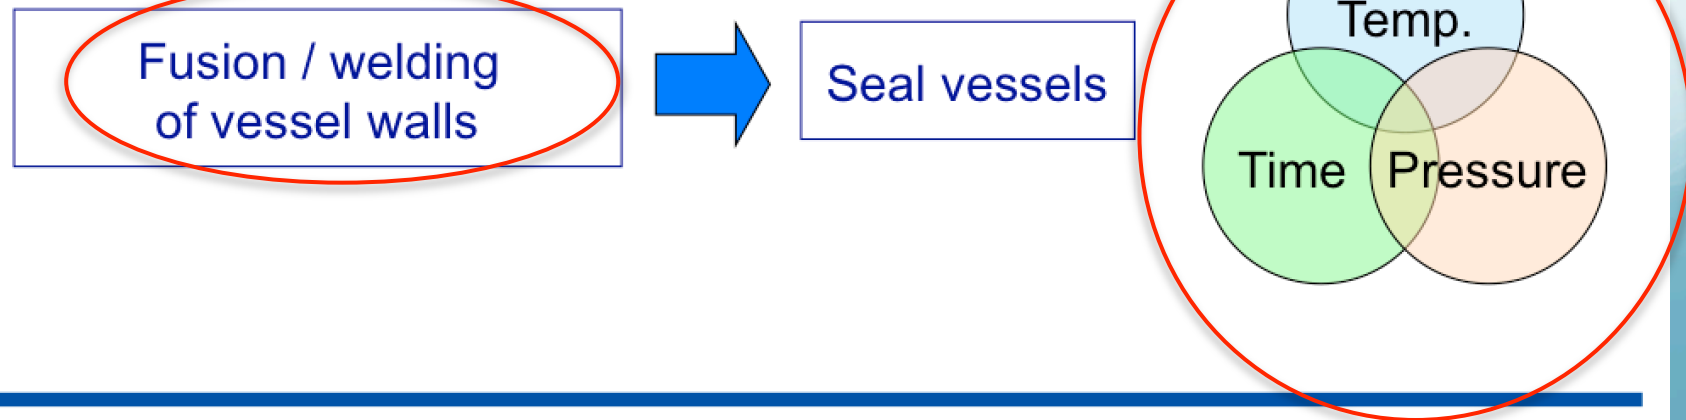 Fusion / welding
of vessel walls
Seal vessels
Temp.
Time
Pressure